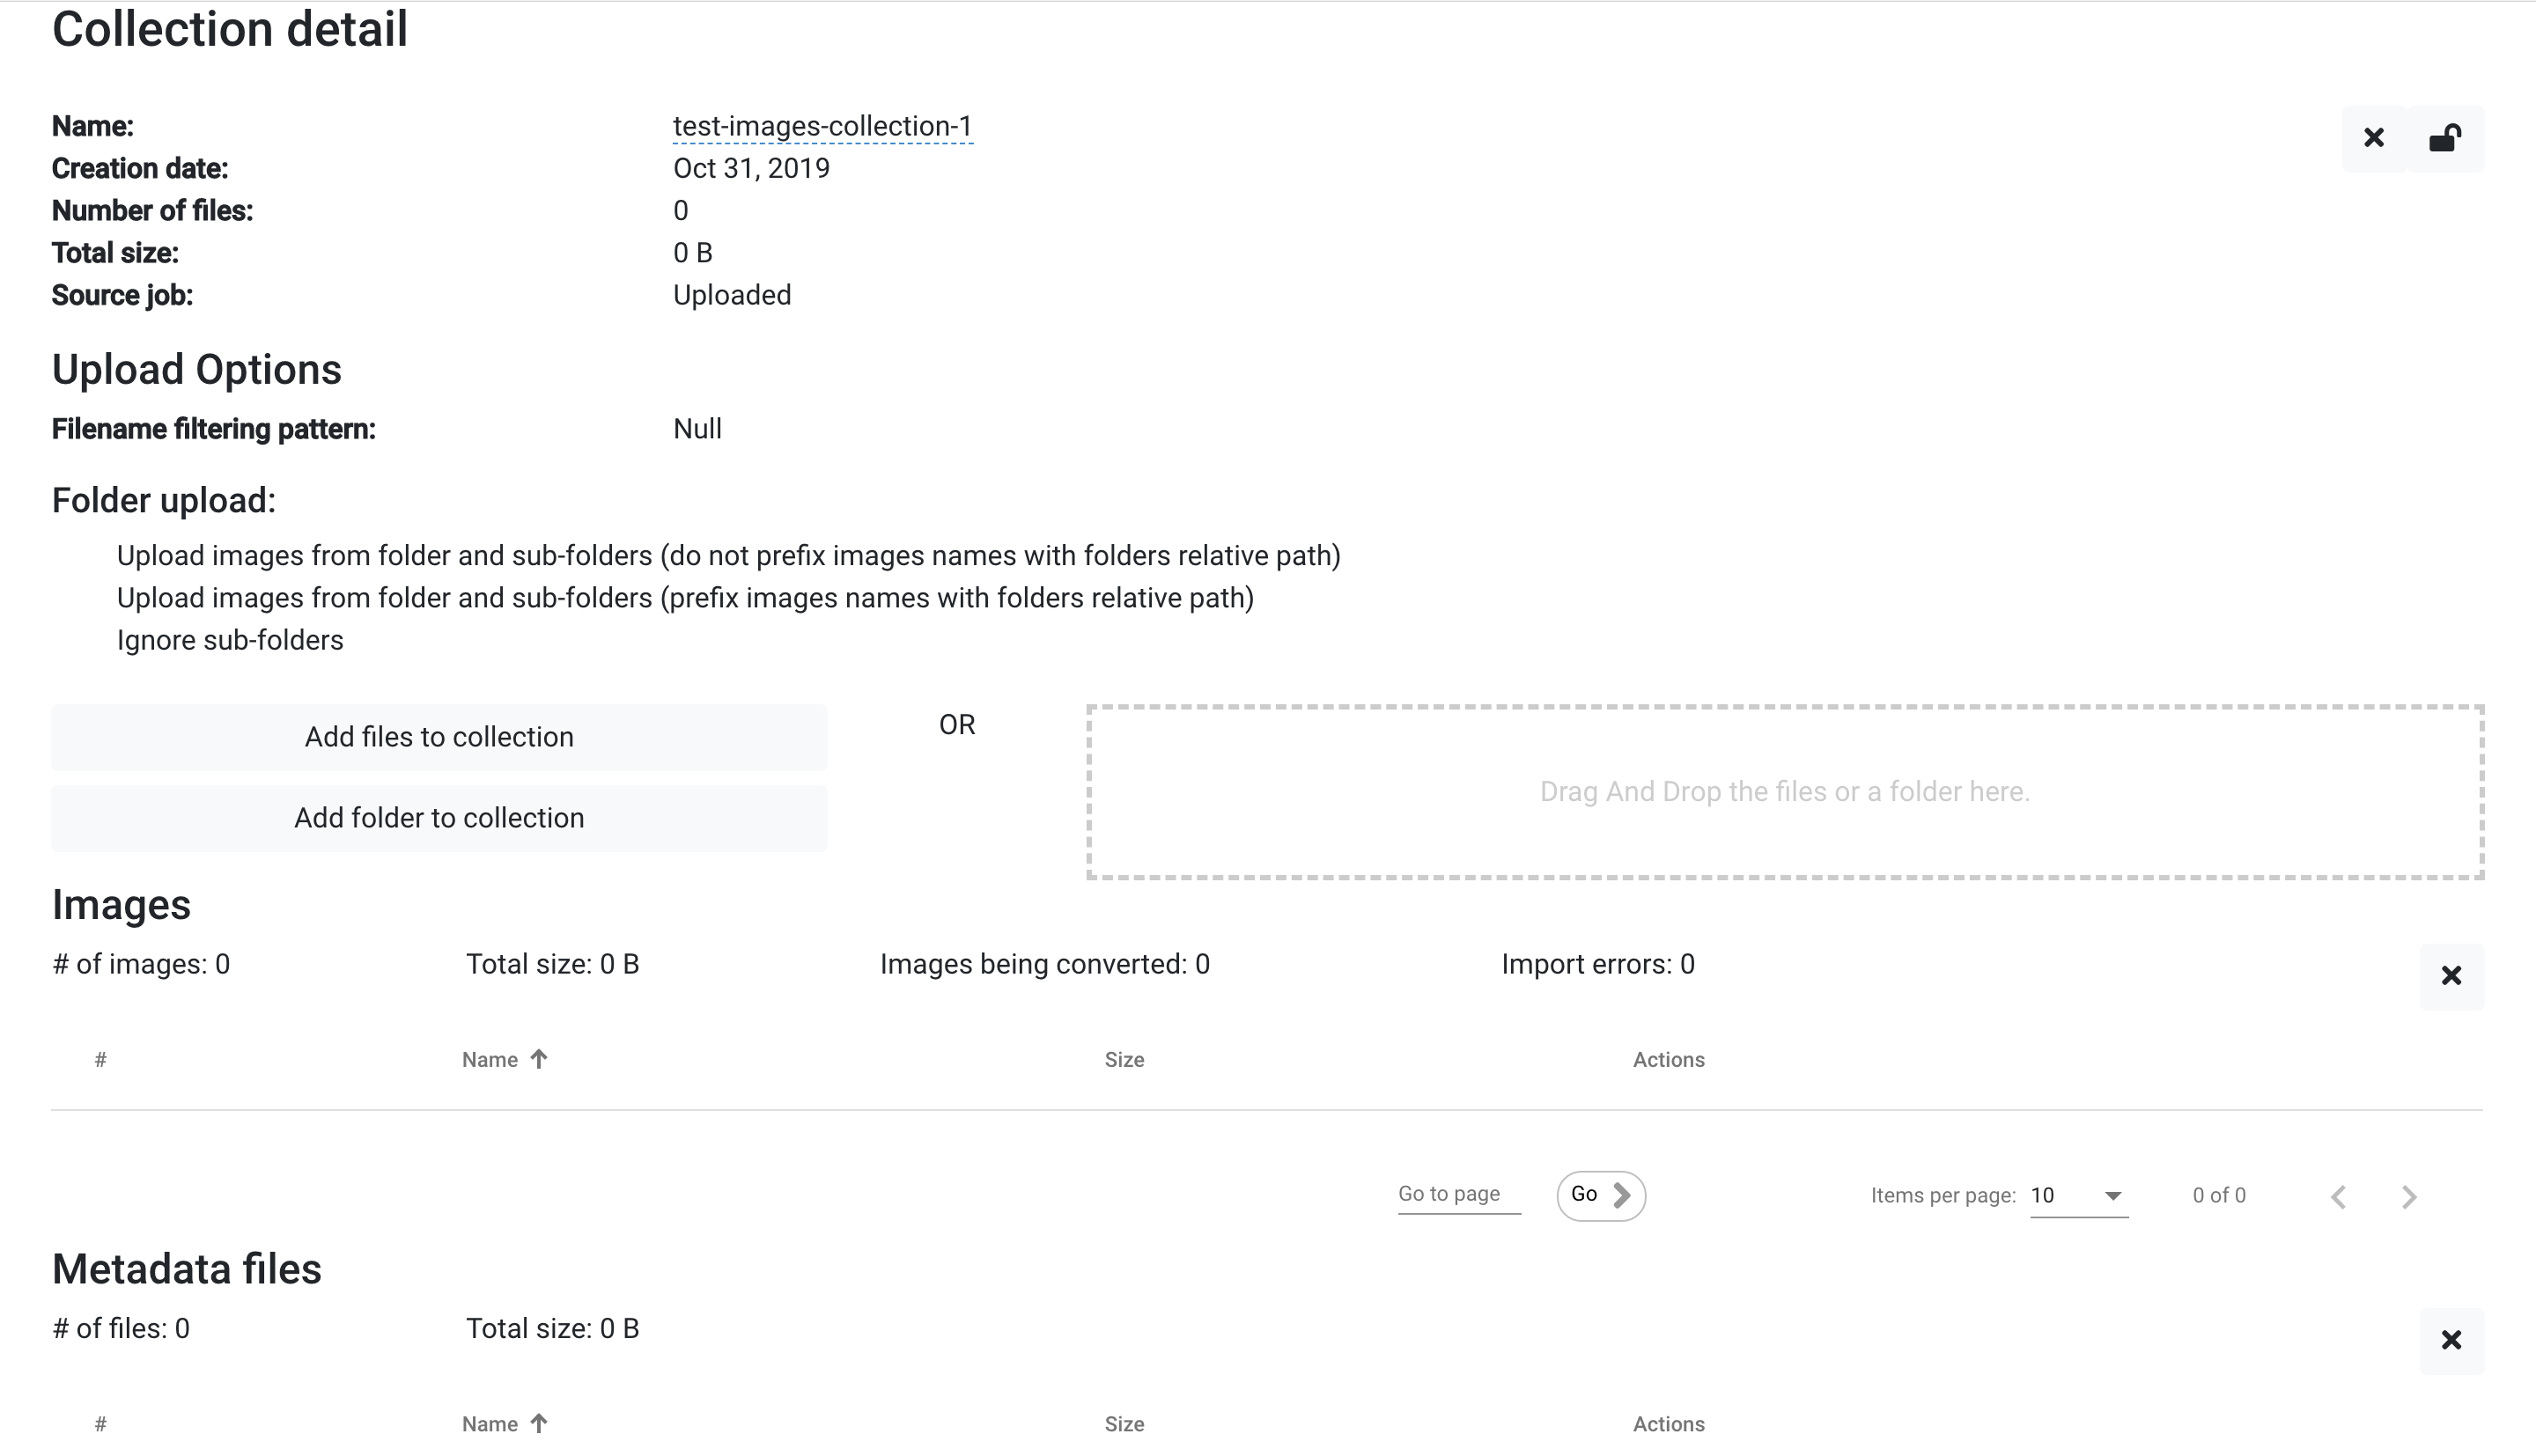 Collection detail
Name: test-images-collection-1
Creation date: Oct 31, 2019
Number of files: 0
Total size: 0 B
Source job: Uploaded
Upload Options
Filename filtering pattern: Null
Folder upload:
Upload images from folder and sub-folders (do not prefix images names with folders relative path)
Upload images from folder and sub-folders (prefix images names with folders relative path)
Ignore sub-folders
Add files to collection
Add folder to collection
OR
Drag And Drop the files or a folder here.
Images
# of images: 0 Total size: 0 B Images being converted: 0 Import errors: 0
# Name Size Actions
Go to page Go Items per page: 10 0 of 0
Metadata files
# of files: 0 Total size: 0 B
# Name Size Actions